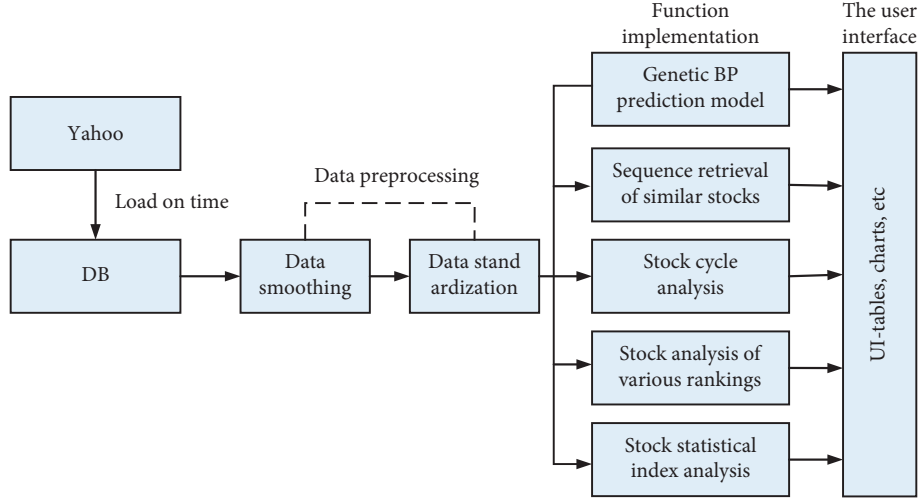 Function
implementation
The user
interface
Genetic BP
prediction model
Yahoo
Load on time
Data preprocessing
Sequence retrieval
of similar stocks
DB
Data
smoothing
Data stand
ardization
Stock cycle
analysis
Stock analysis of
various rankings
Stock statistical
index analysis
UI-tables, charts, etc